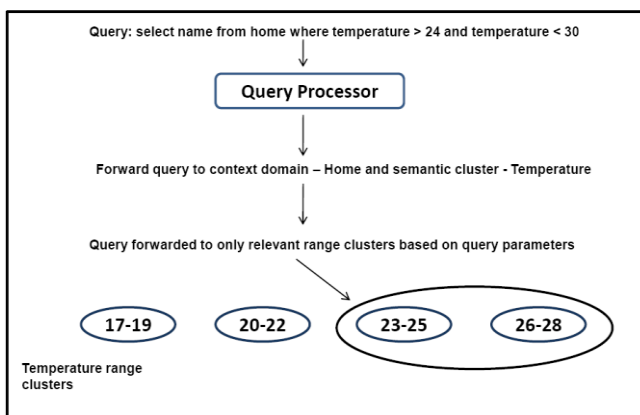 Query: select name from home where temperature > 24 and temperature < 30
Query Processor
Forward query to context domain – Home and semantic cluster - Temperature
Query forwarded to only relevant range clusters based on query parameters
17-19 20-22 23-25 26-28
Temperature range
clusters